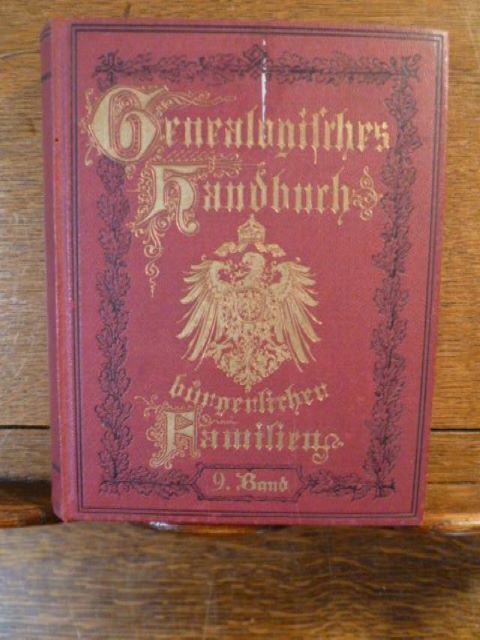 Genealogisches
Handbuch
bürgerlicher
Familien
9. Band